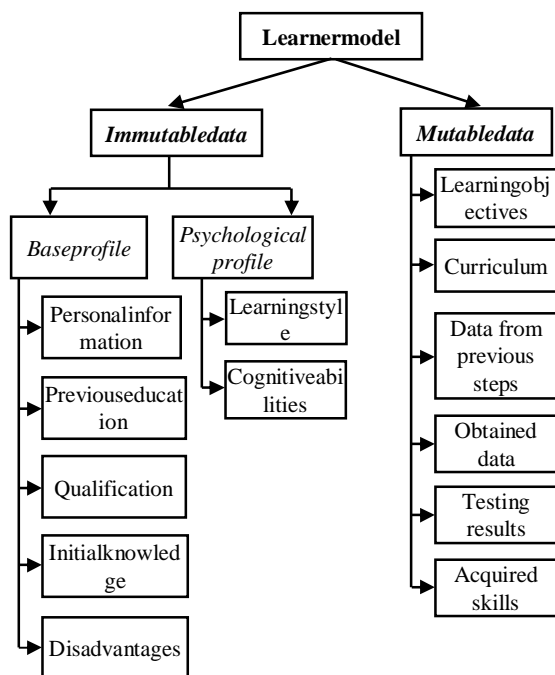 Learnermodel
Immutabledata
Mutabledata
Baseprofile
Psychological
profile
Personalinfor
mation
Previouseducat
ion
Qualification
Initialknowled
ge
Disadvantages
Learningstyl
e
Cognitiveabi
lities
Learningobj
ectives
Curriculum
Data from
previous
steps
Obtained
data
Testing
results
Acquired
skills